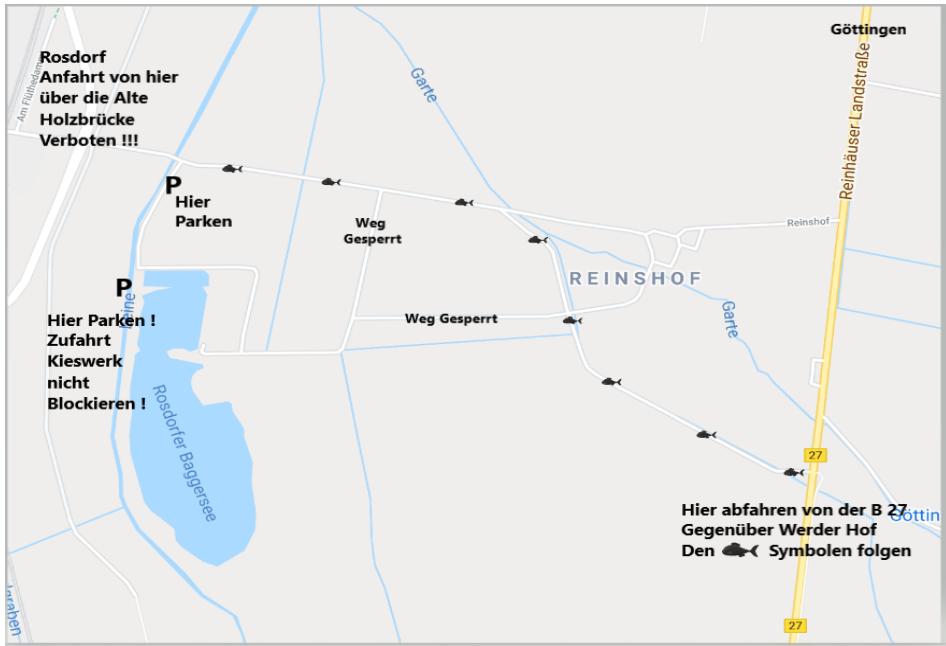 Göttingen
Rosdorf
Anfahrt von hier
über die Alte
Holzbrücke
Verboten !!!
Am Flüthedamm
Garte
Reinhäuser Landstraße
P
Hier
Parken
Weg
Gesperrt
Reinshof
REINSHOF
P
Leine
Hier Parken !
Zufahrt
Kieswerk
nicht
Blockieren !
Weg Gesperrt
Garte
Rosdorfer Baggersee
27
Hier abfahren von der B 27
Gegenüber Werder Hof
Den Symbolen folgen
Göttin
lgraben
27